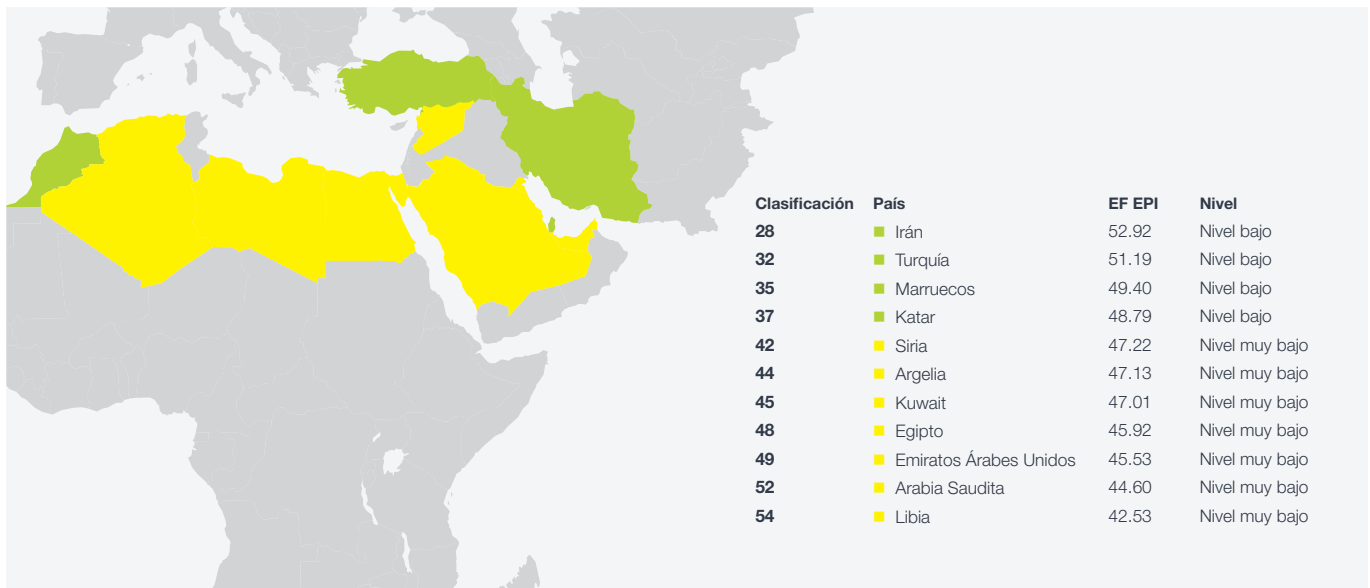 Clasificación País EF EPI Nivel
28 Irán 52.92 Nivel bajo
32 Turquía 51.19 Nivel bajo
35 Marruecos 49.40 Nivel bajo
37 Katar 48.79 Nivel bajo
42 Siria 47.22 Nivel muy bajo
44 Argelia 47.13 Nivel muy bajo
45 Kuwait 47.01 Nivel muy bajo
48 Egipto 45.92 Nivel muy bajo
49 Emiratos Árabes Unidos 45.53 Nivel muy bajo
52 Arabia Saudita 44.60 Nivel muy bajo
54 Libia 42.53 Nivel muy bajo